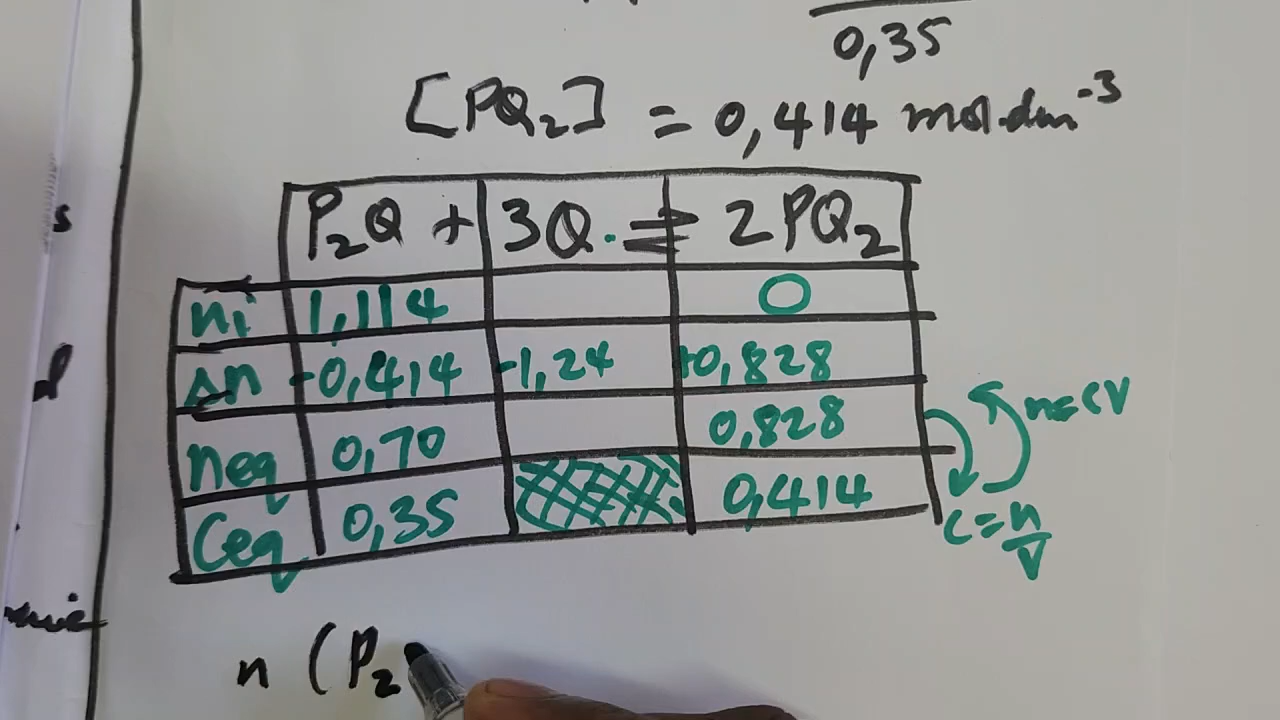 0,35
[PQ₂] = 0,414 mol.dm⁻³
P₂Q + 3Q. ⇌ 2PQ₂
ni 1,114 0
Δn -0,414 -1,24 +0,828
neq 0,70 0,828
Ceq 0,35 0,414
n=CV
C=n/V
n (P₂